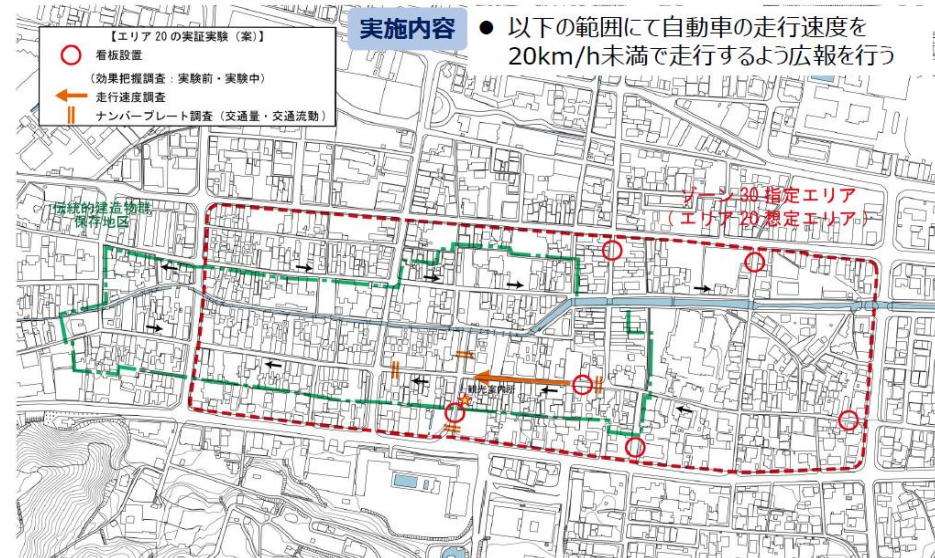 実施内容
● 以下の範囲にて自動車の走行速度を
20km/h未満で走行するよう広報を行う
【エリア20の実証実験(案)】
看板設置
(効果把握調査:実験前・実験中)
走行速度調査
ナンバープレート調査(交通量・交通流動)
伝統的建造物群
保存地区
ゾーン30指定エリア
(エリア20想定エリア)
観光案内所